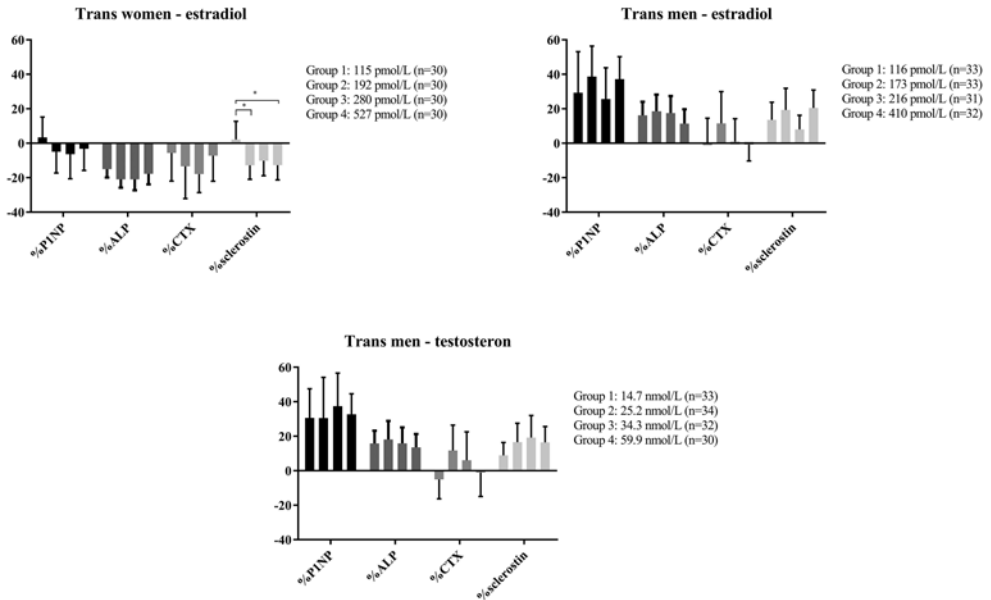 Trans women - estradiol
60
40
20
0
-20
-40
%P1NP
%ALP
%CTX
%sclerostin
*
*
Group 1: 115 pmol/L (n=30)
Group 2: 192 pmol/L (n=30)
Group 3: 280 pmol/L (n=30)
Group 4: 527 pmol/L (n=30)
Trans men - estradiol
60
40
20
0
-20
-40
%P1NP
%ALP
%CTX
%sclerostin
Group 1: 116 pmol/L (n=33)
Group 2: 173 pmol/L (n=33)
Group 3: 216 pmol/L (n=31)
Group 4: 410 pmol/L (n=32)
Trans men - testosteron
60
40
20
0
-20
-40
%P1NP
%ALP
%CTX
%sclerostin
Group 1: 14.7 nmol/L (n=33)
Group 2: 25.2 nmol/L (n=34)
Group 3: 34.3 nmol/L (n=32)
Group 4: 59.9 nmol/L (n=30)